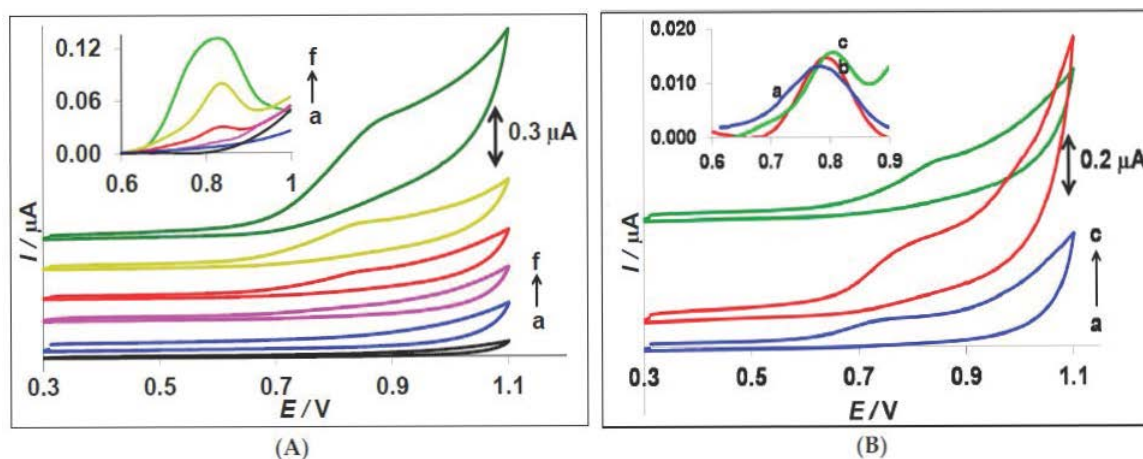 0.12
f
0.06
a
0.00
0.6
0.8
1
0.3 μA
f
a
I / μA
0.3
0.5
0.7
0.9
1.1
E / V
(A)
B)
0.020
c
b
a
0.010
0.000
0.6
0.7
0.8
0.9
0.2 μA
c
a
I / μA
0.3
0.5
0.7
0.9
1.1
E / V
(B)
A)